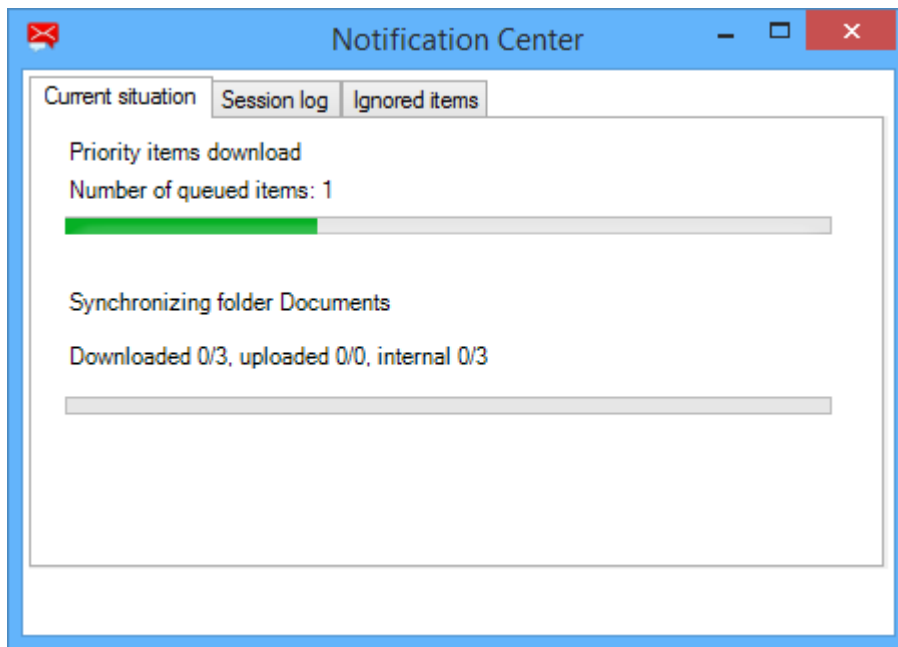 Notification Center
Current situation Session log Ignored items
Priority items download
Number of queued items: 1
Synchronizing folder Documents
Downloaded 0/3, uploaded 0/0, internal 0/3